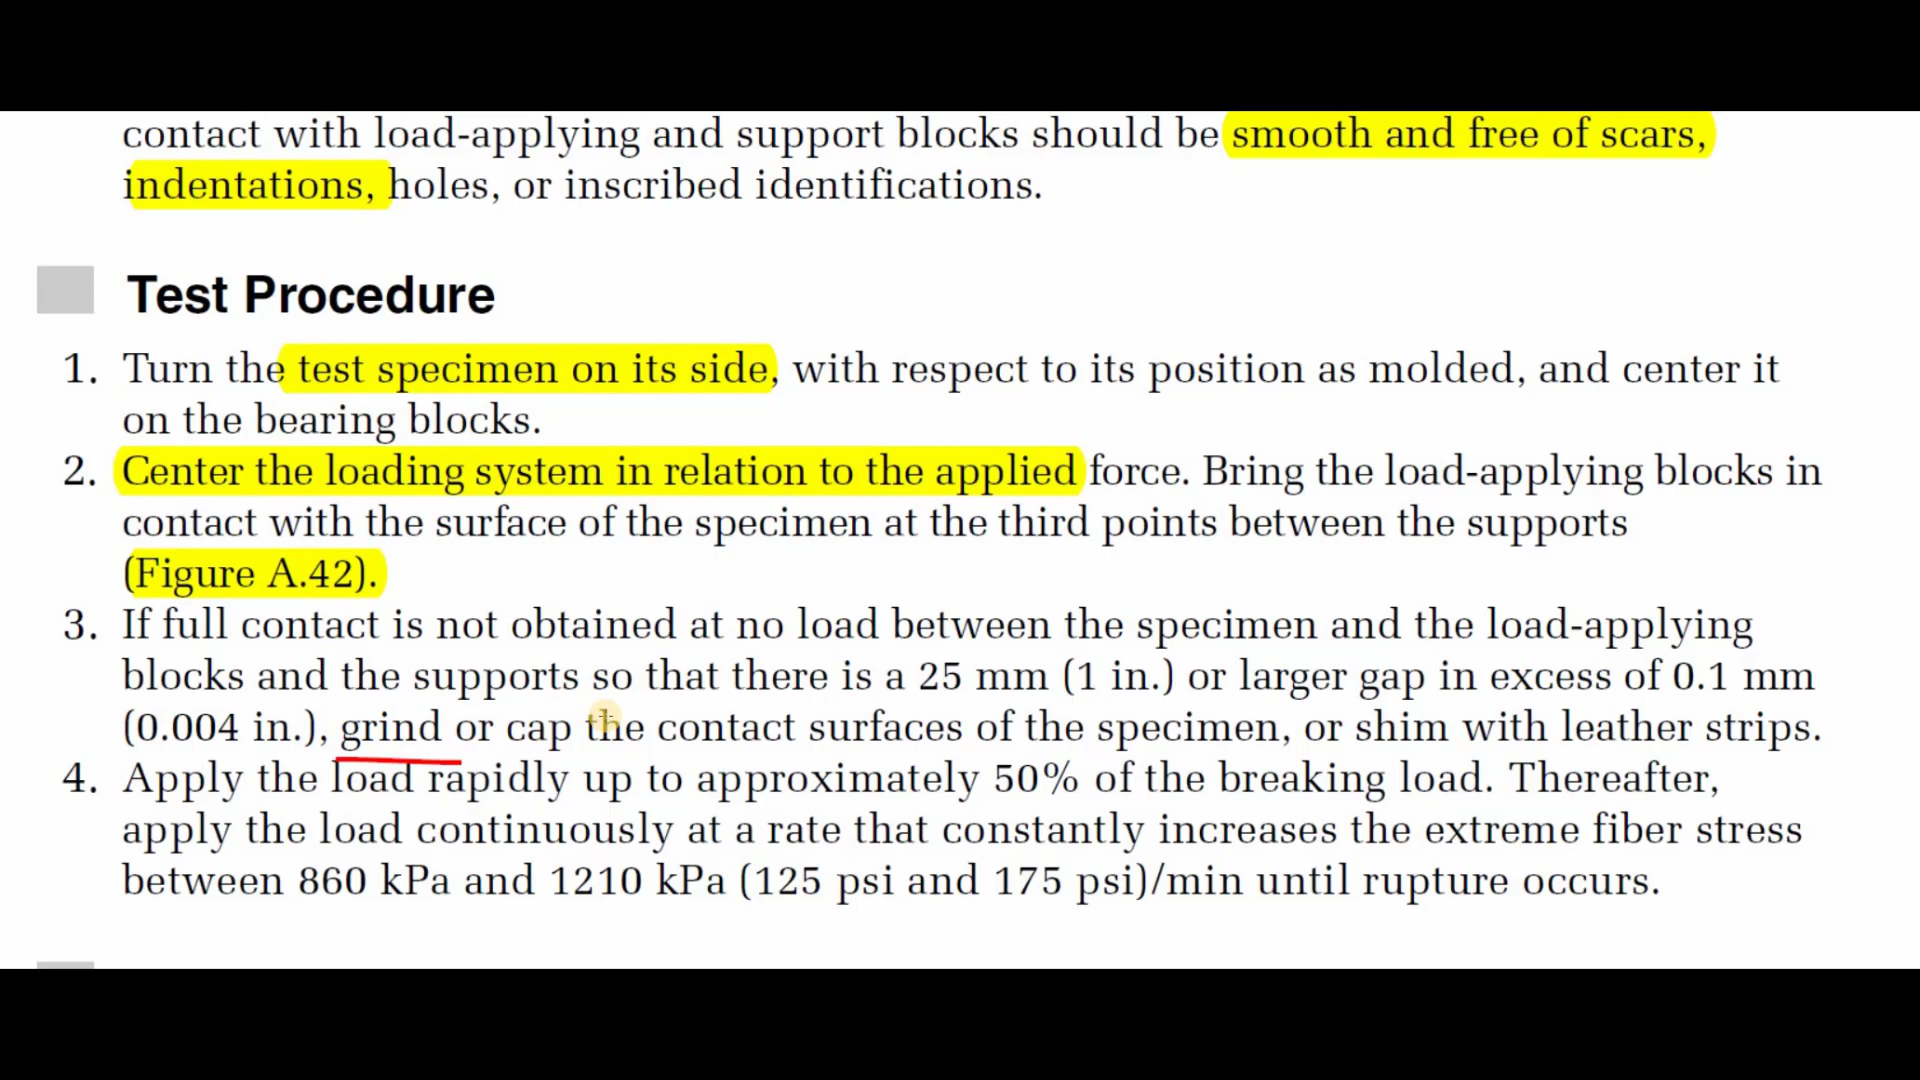 contact with load-applying and support blocks should be smooth and free of scars,
indentations, holes, or inscribed identifications.
Test Procedure
1. Turn the test specimen on its side, with respect to its position as molded, and center it
on the bearing blocks.
2. Center the loading system in relation to the applied force. Bring the load-applying blocks in
contact with the surface of the specimen at the third points between the supports
(Figure A.42).
3. If full contact is not obtained at no load between the specimen and the load-applying
blocks and the supports so that there is a 25 mm (1 in.) or larger gap in excess of 0.1 mm
(0.004 in.), grind or cap the contact surfaces of the specimen, or shim with leather strips.
4. Apply the load rapidly up to approximately 50% of the breaking load. Thereafter,
apply the load continuously at a rate that constantly increases the extreme fiber stress
between 860 kPa and 1210 kPa (125 psi and 175 psi)/min until rupture occurs.